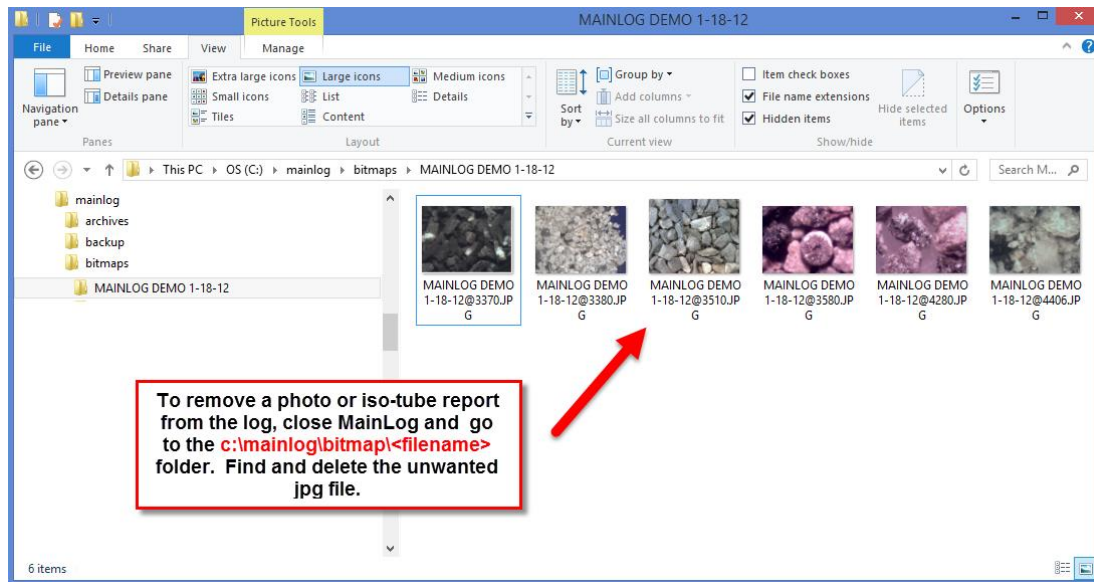 Picture Tools
MAINLOG DEMO 1-18-12
File
Home
Share
View
Manage
Navigation
pane
Preview pane
Details pane
Panes
Extra large icons
Large icons
Medium icons
Small icons
List
Details
Tiles
Content
Layout
Sort
by
Group by
Add columns
Size all columns to fit
Current view
Item check boxes
File name extensions
Hidden items
Hide selected
items
Show/hide
Options
This PC
OS (C:)
mainlog
bitmaps
MAINLOG DEMO 1-18-12
Search M...
mainlog
archives
backup
bitmaps
MAINLOG DEMO 1-18-12
MAINLOG DEMO
1-18-12@3370.JP
G
MAINLOG DEMO
1-18-12@3380.JP
G
MAINLOG DEMO
1-18-12@3510.JP
G
MAINLOG DEMO
1-18-12@3580.JP
G
MAINLOG DEMO
1-18-12@4280.JP
G
MAINLOG DEMO
1-18-12@4406.JP
G
To remove a photo or iso-tube report
from the log, close MainLog and go
to the c:\mainlog\bitmap\<filename>
folder. Find and delete the unwanted
jpg file.
6 items